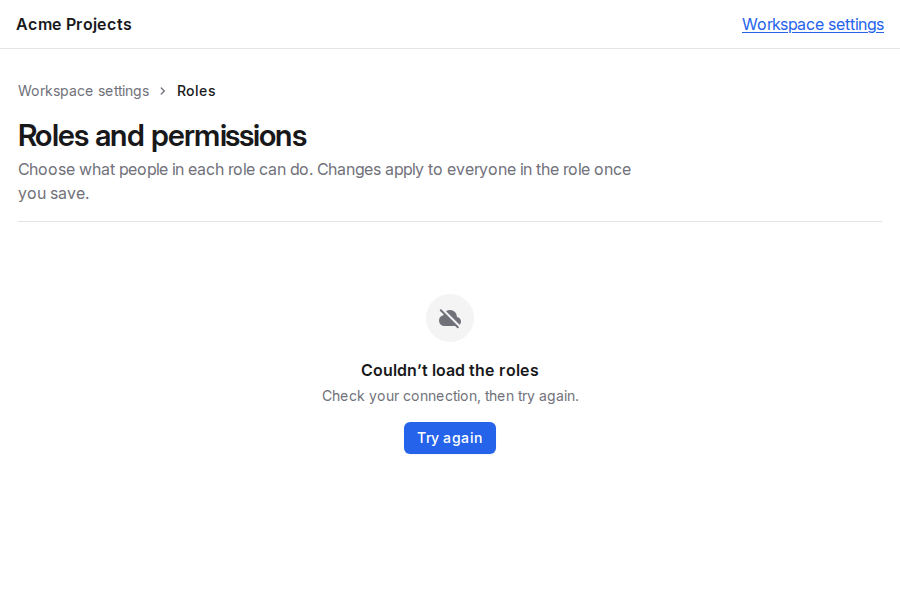 Acme Projects
Workspace settings
Workspace settings > Roles
Roles and permissions
Choose what people in each role can do. Changes apply to everyone in the role once
you save.
Couldn’t load the roles
Check your connection, then try again.
Try again